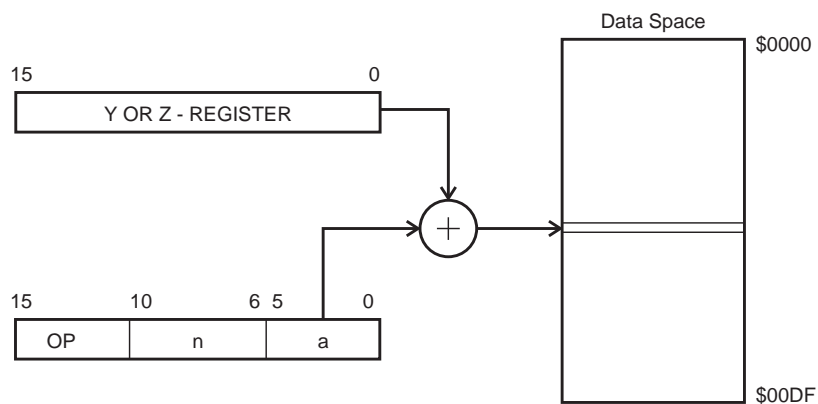 Data Space
$0000
15 0
Y OR Z - REGISTER
+
15 10 6 5 0
OP n a
$00DF